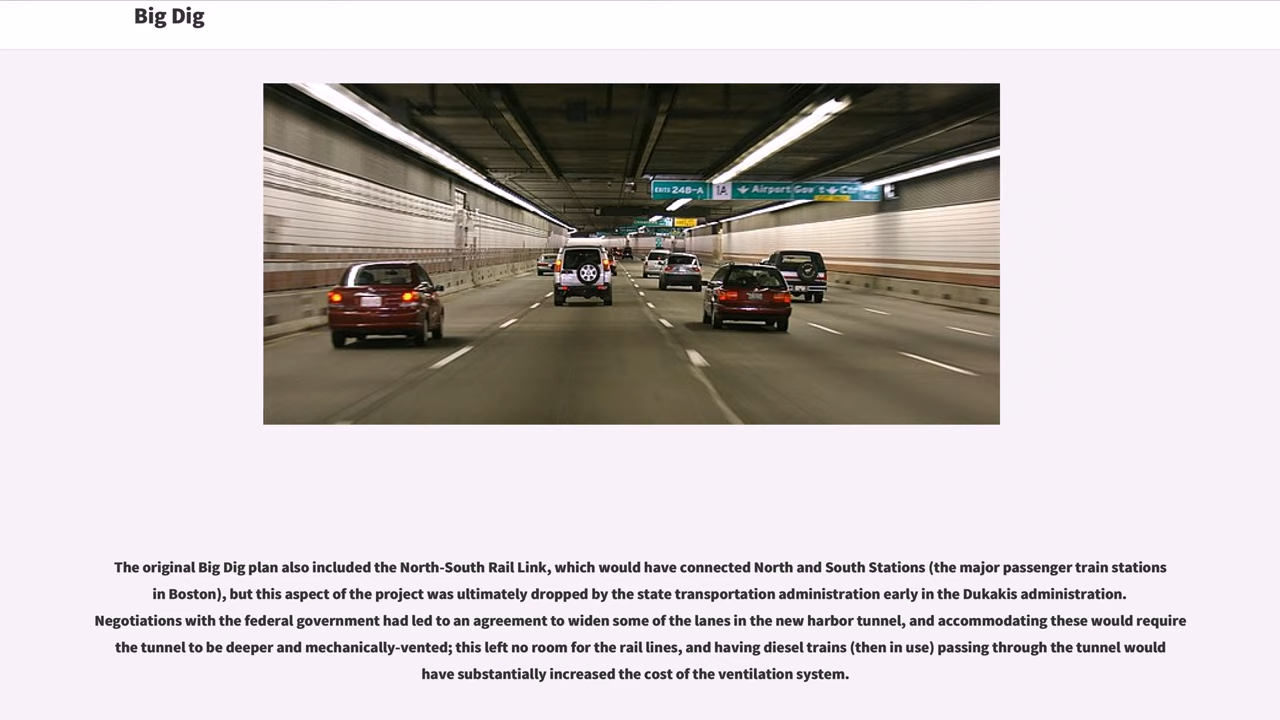 Big Dig
EXITS 24B-A 1A Airport Gov't Ctr
The original Big Dig plan also included the North-South Rail Link, which would have connected North and South Stations (the major passenger train stations
in Boston), but this aspect of the project was ultimately dropped by the state transportation administration early in the Dukakis administration.
Negotiations with the federal government had led to an agreement to widen some of the lanes in the new harbor tunnel, and accommodating these would require
the tunnel to be deeper and mechanically-vented; this left no room for the rail lines, and having diesel trains (then in use) passing through the tunnel would
have substantially increased the cost of the ventilation system.